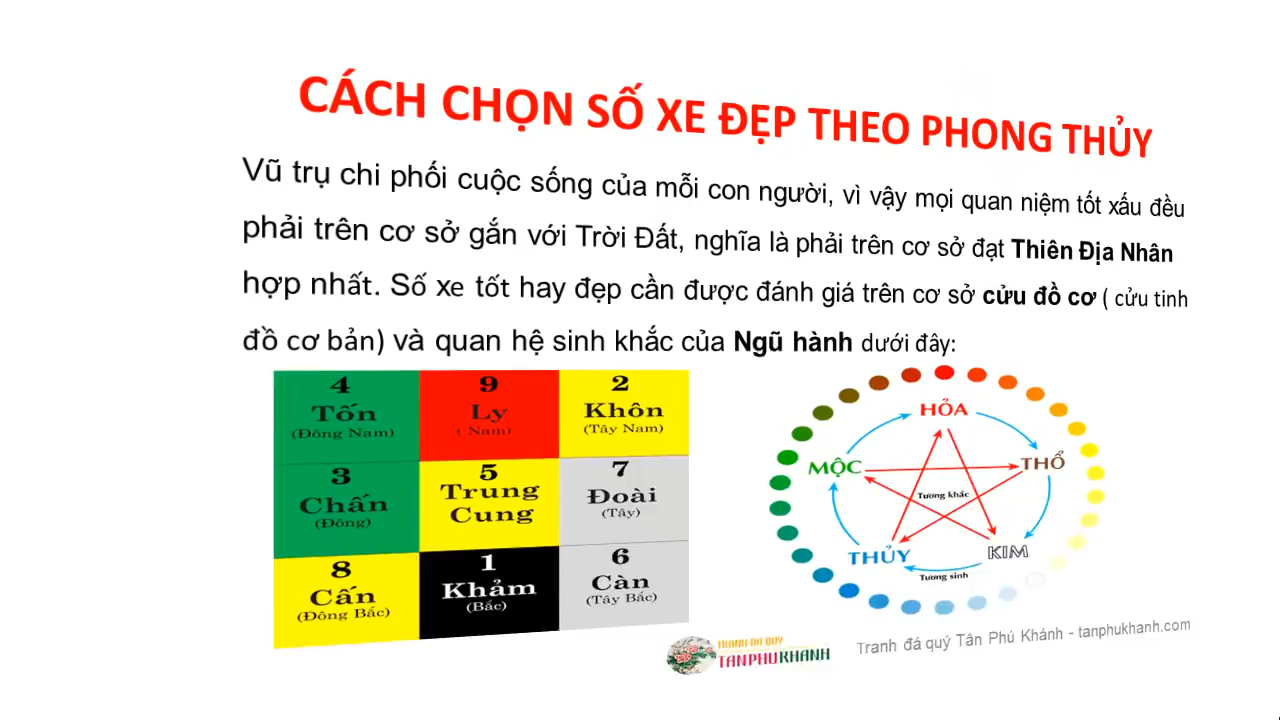 CÁCH CHỌN SỐ XE ĐẸP THEO PHONG THỦY
Vũ trụ chi phối cuộc sống của mỗi con người, vì vậy mọi quan niệm tốt xấu đều
phải trên cơ sở gắn với Trời Đất, nghĩa là phải trên cơ sở đạt Thiên Địa Nhân
hợp nhất. Số xe tốt hay đẹp cần được đánh giá trên cơ sở cửu đồ cơ ( cửu tinh
đồ cơ bản) và quan hệ sinh khắc của Ngũ hành dưới đây:
4
Tốn
(Đông Nam)
9
Ly
( Nam)
2
Khôn
(Tây Nam)
3
Chấn
(Đông)
5
Trung
Cung
7
Đoài
(Tây)
8
Cấn
(Đông Bắc)
1
Khảm
(Bắc)
6
Càn
(Tây Bắc)
HỎA
MỘC
THỔ
Tương khắc
THỦY
KIM
Tương sinh
TRANH ĐÁ QUÝ
TANPHUKHANH
Tranh đá quý Tân Phú Khánh - tanphukhanh.com